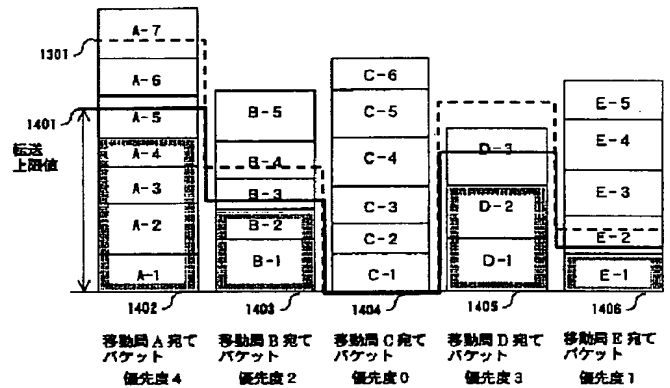 A-7
1301
A-6
C-6
1401
A-5
B-5
C-5
E-5
転送
上限値
A-4
B-4
C-4
D-3
E-4
A-3
B-3
C-3
D-2
E-3
A-2
B-2
C-2
E-2
A-1
B-1
C-1
D-1
E-1
1402
1403
1404
1405
1406
移動局A宛て
パケット
優先度4
移動局B宛て
パケット
優先度2
移動局C宛て
パケット
優先度0
移動局D宛て
パケット
優先度3
移動局E宛て
パケット
優先度1